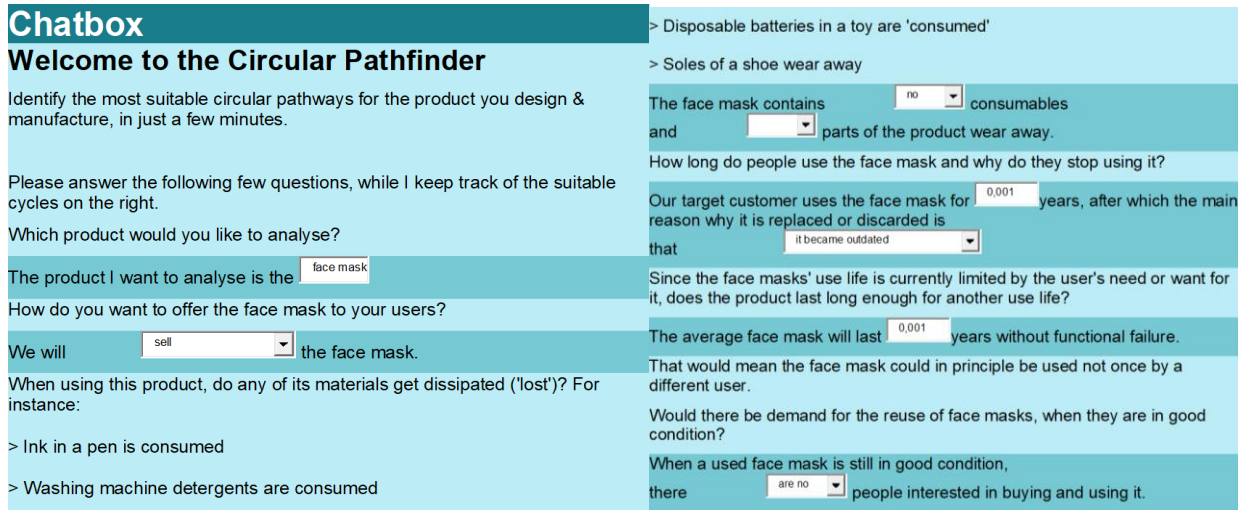 Chatbox
Welcome to the Circular Pathfinder
Identify the most suitable circular pathways for the product you design &
manufacture, in just a few minutes.
Please answer the following few questions, while I keep track of the suitable
cycles on the right.
Which product would you like to analyse?
The product I want to analyse is the face mask
How do you want to offer the face mask to your users?
We will sell the face mask.
When using this product, do any of its materials get dissipated ('lost')? For
instance:
> Ink in a pen is consumed
> Washing machine detergents are consumed
> Disposable batteries in a toy are 'consumed'
> Soles of a shoe wear away
The face mask contains no consumables
and parts of the product wear away.
How long do people use the face mask and why do they stop using it?
Our target customer uses the face mask for 0,001 years, after which the main
reason why it is replaced or discarded is
that it became outdated
Since the face masks' use life is currently limited by the user's need or want for
it, does the product last long enough for another use life?
The average face mask will last 0,001 years without functional failure.
That would mean the face mask could in principle be used not once by a
different user.
Would there be demand for the reuse of face masks, when they are in good
condition?
When a used face mask is still in good condition,
there are no people interested in buying and using it.